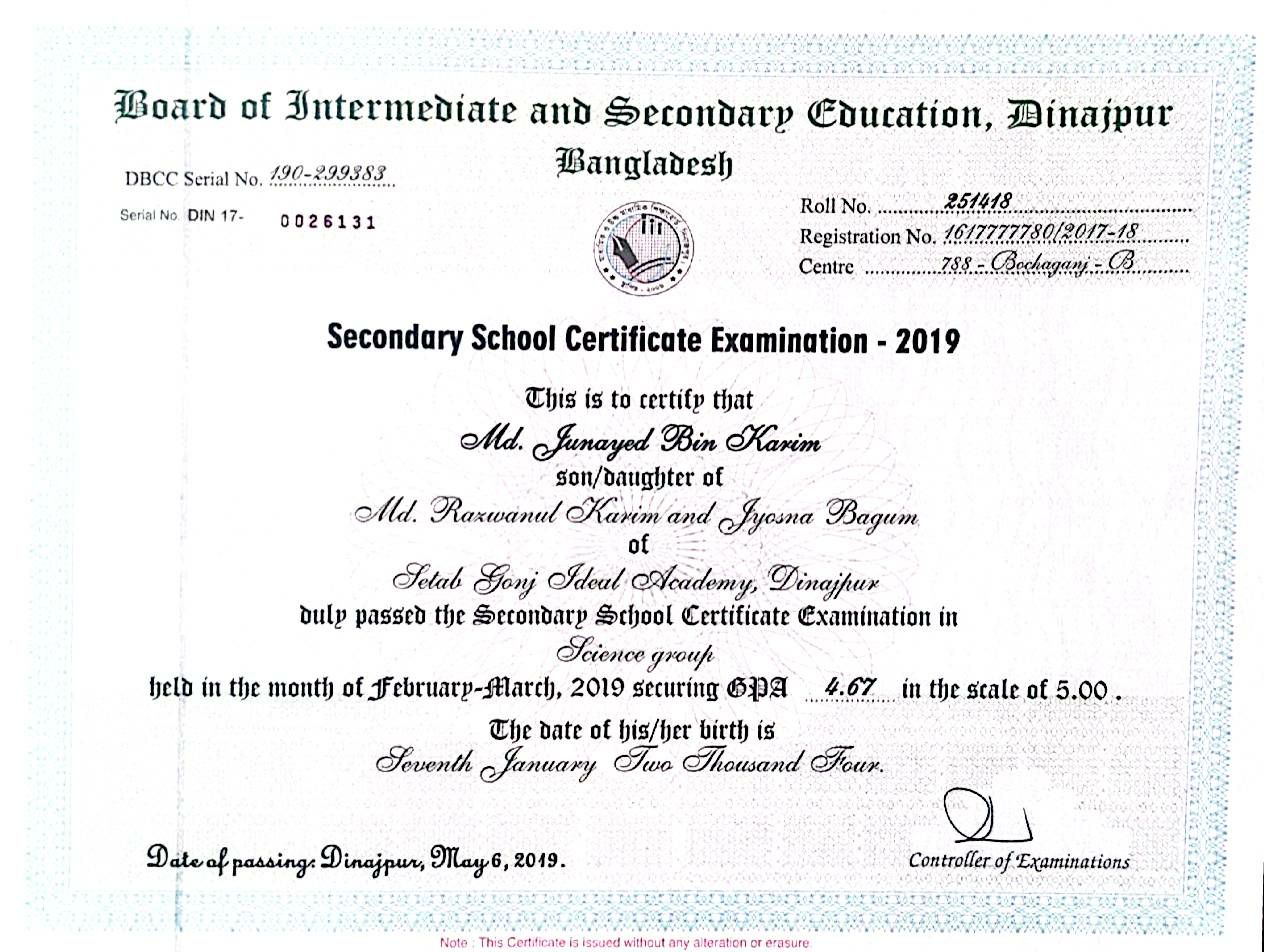 Board of Intermediate and Secondary Education, Dinajpur
Bangladesh
DBCC Serial No. 190-299383
Serial No. DIN 17- 0026131
Roll No. 251418
Registration No. 1617777780/2017-18
Centre 788 - Bochaganj - B
Secondary School Certificate Examination - 2019
This is to certify that
Md. Junayed Bin Karim
son/daughter of
Md. Razwanul Karim and Jyosna Bagum
of
Setab Gonj Ideal Academy, Dinajpur
duly passed the Secondary School Certificate Examination in
Science group
held in the month of February-March, 2019 securing GPA 4.67 in the scale of 5.00 .
The date of his/her birth is
Seventh January Two Thousand Four.
Date of passing: Dinajpur, May 6, 2019.
Controller of Examinations
Note : This Certificate is issued without any alteration or erasure.